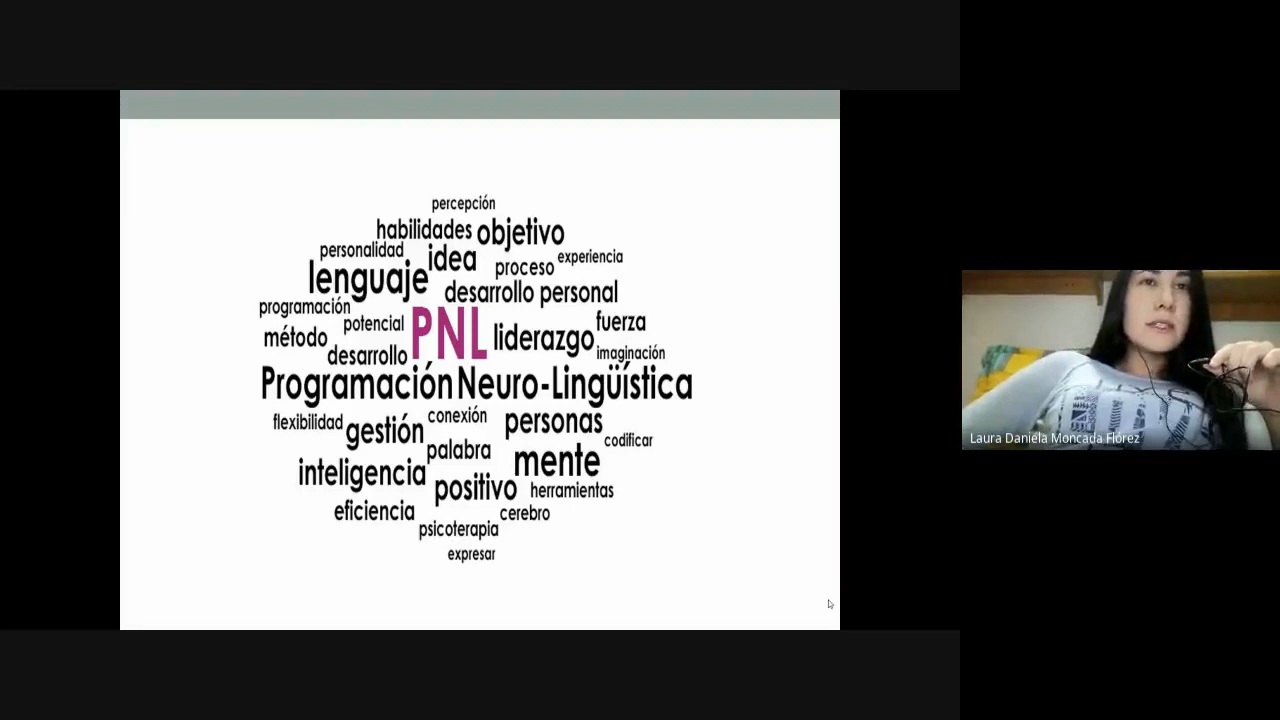 percepción
habilidades objetivo
personalidad idea proceso experiencia
lenguaje desarrollo personal
programación potencial PNL liderazgo fuerza
método desarrollo imaginación
Programación Neuro-Lingüística
flexibilidad gestión conexión personas
palabra codificar
inteligencia mente
positivo herramientas
eficiencia cerebro
psicoterapia
expresar
Laura Daniela Moncada Flórez